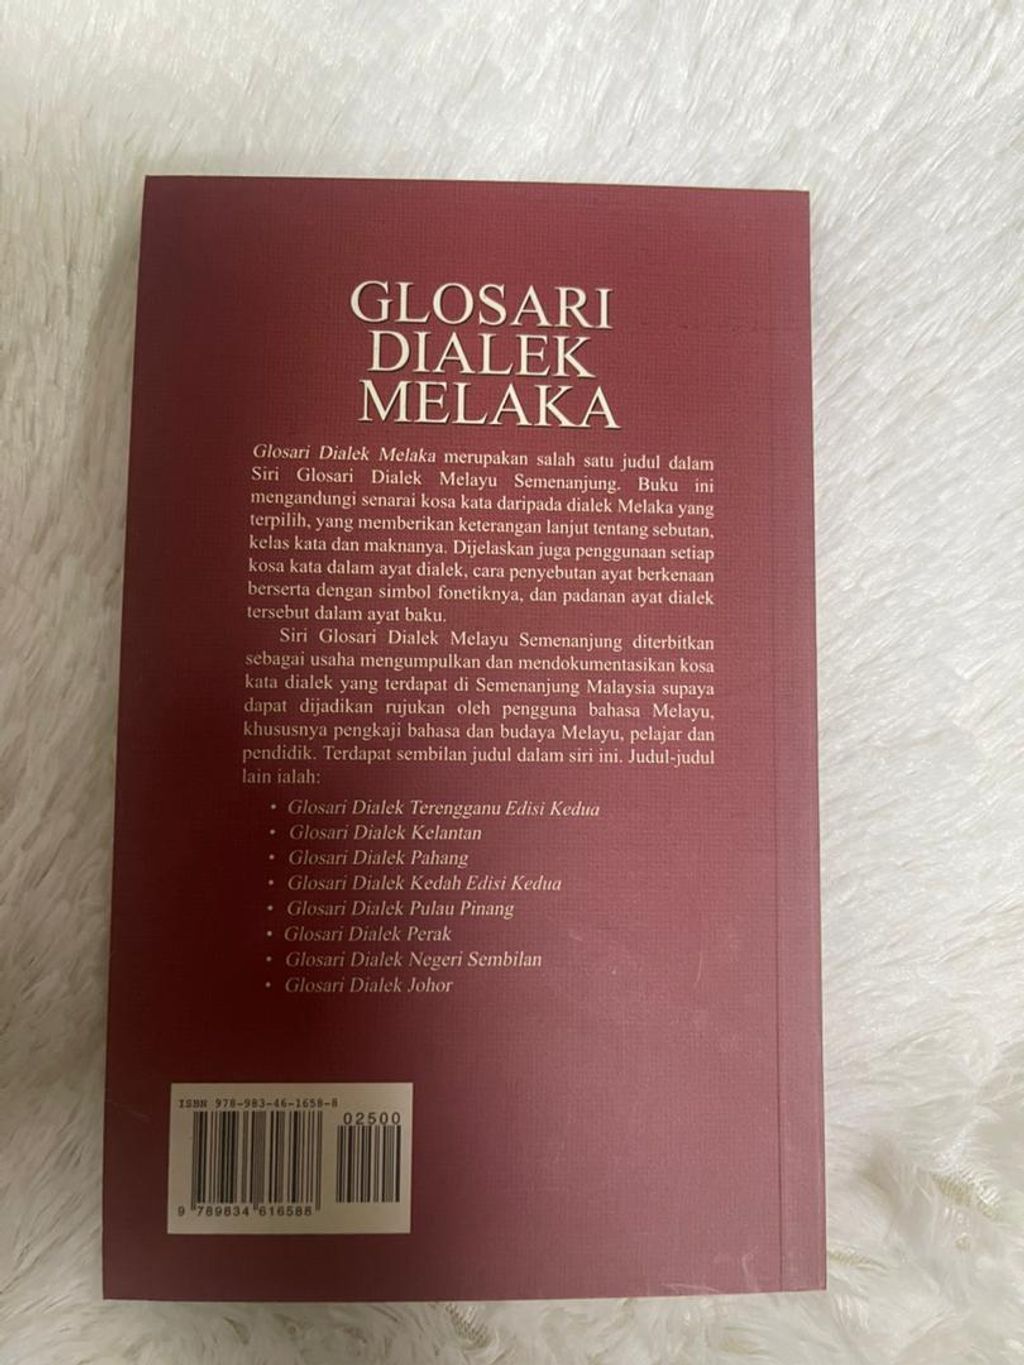 GLOSARI
DIALEK
MELAKA
Glosari Dialek Melaka merupakan salah satu judul dalam
Siri Glosari Dialek Melayu Semenanjung. Buku ini
mengandungi senarai kosa kata daripada dialek Melaka yang
terpilih, yang memberikan keterangan lanjut tentang sebutan,
kelas kata dan maknanya. Dijelaskan juga penggunaan setiap
kosa kata dalam ayat dialek, cara penyebutan ayat berkenaan
berserta dengan simbol fonetiknya, dan padanan ayat dialek
tersebut dalam ayat baku.
Siri Glosari Dialek Melayu Semenanjung diterbitkan
sebagai usaha mengumpulkan dan mendokumentasikan kosa
kata dialek yang terdapat di Semenanjung Malaysia supaya
dapat dijadikan rujukan oleh pengguna bahasa Melayu,
khususnya pengkaji bahasa dan budaya Melayu, pelajar dan
pendidik. Terdapat sembilan judul dalam siri ini. Judul-judul
lain ialah:
• Glosari Dialek Terengganu Edisi Kedua
• Glosari Dialek Kelantan
• Glosari Dialek Pahang
• Glosari Dialek Kedah Edisi Kedua
• Glosari Dialek Pulau Pinang
• Glosari Dialek Perak
• Glosari Dialek Negeri Sembilan
• Glosari Dialek Johor
ISBN 978-983-46-1658-8
02500
9 789834 616588